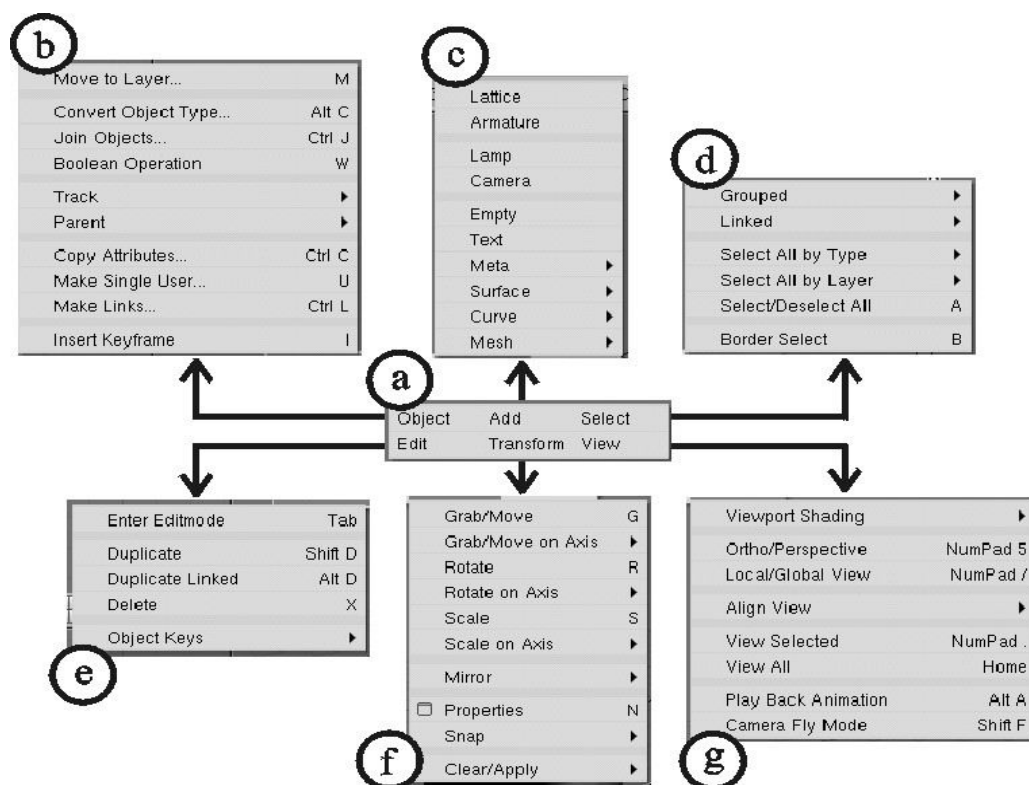 b
Move to Layer... M
Convert Object Type... Alt C
Join Objects... Ctrl J
Boolean Operation W
Track
Parent
Copy Attributes... Ctrl C
Make Single User... U
Make Links... Ctrl L
Insert Keyframe I
c
Lattice
Armature
Lamp
Camera
Empty
Text
Meta
Surface
Curve
Mesh
d
Grouped
Linked
Select All by Type
Select All by Layer
Select/Deselect All A
Border Select B
a
Object Add Select
Edit Transform View
Enter Editmode Tab
Duplicate Shift D
Duplicate Linked Alt D
Delete X
Object Keys
e
Grab/Move G
Grab/Move on Axis
Rotate R
Rotate on Axis
Scale S
Scale on Axis
Mirror
Properties N
Snap
Clear/Apply
f
Viewport Shading
Ortho/Perspective NumPad 5
Local/Global View NumPad /
Align View
View Selected NumPad .
View All Home
Play Back Animation Alt A
Camera Fly Mode Shift F
g